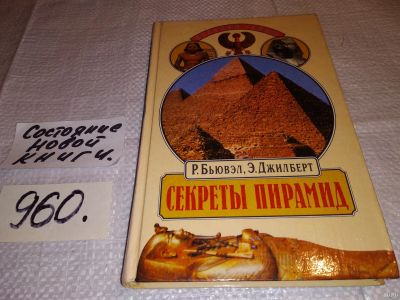 Состояние
новой
книги.
960.
Р. Бьювэл, Э. Джилберт
СЕКРЕТЫ ПИРАМИД